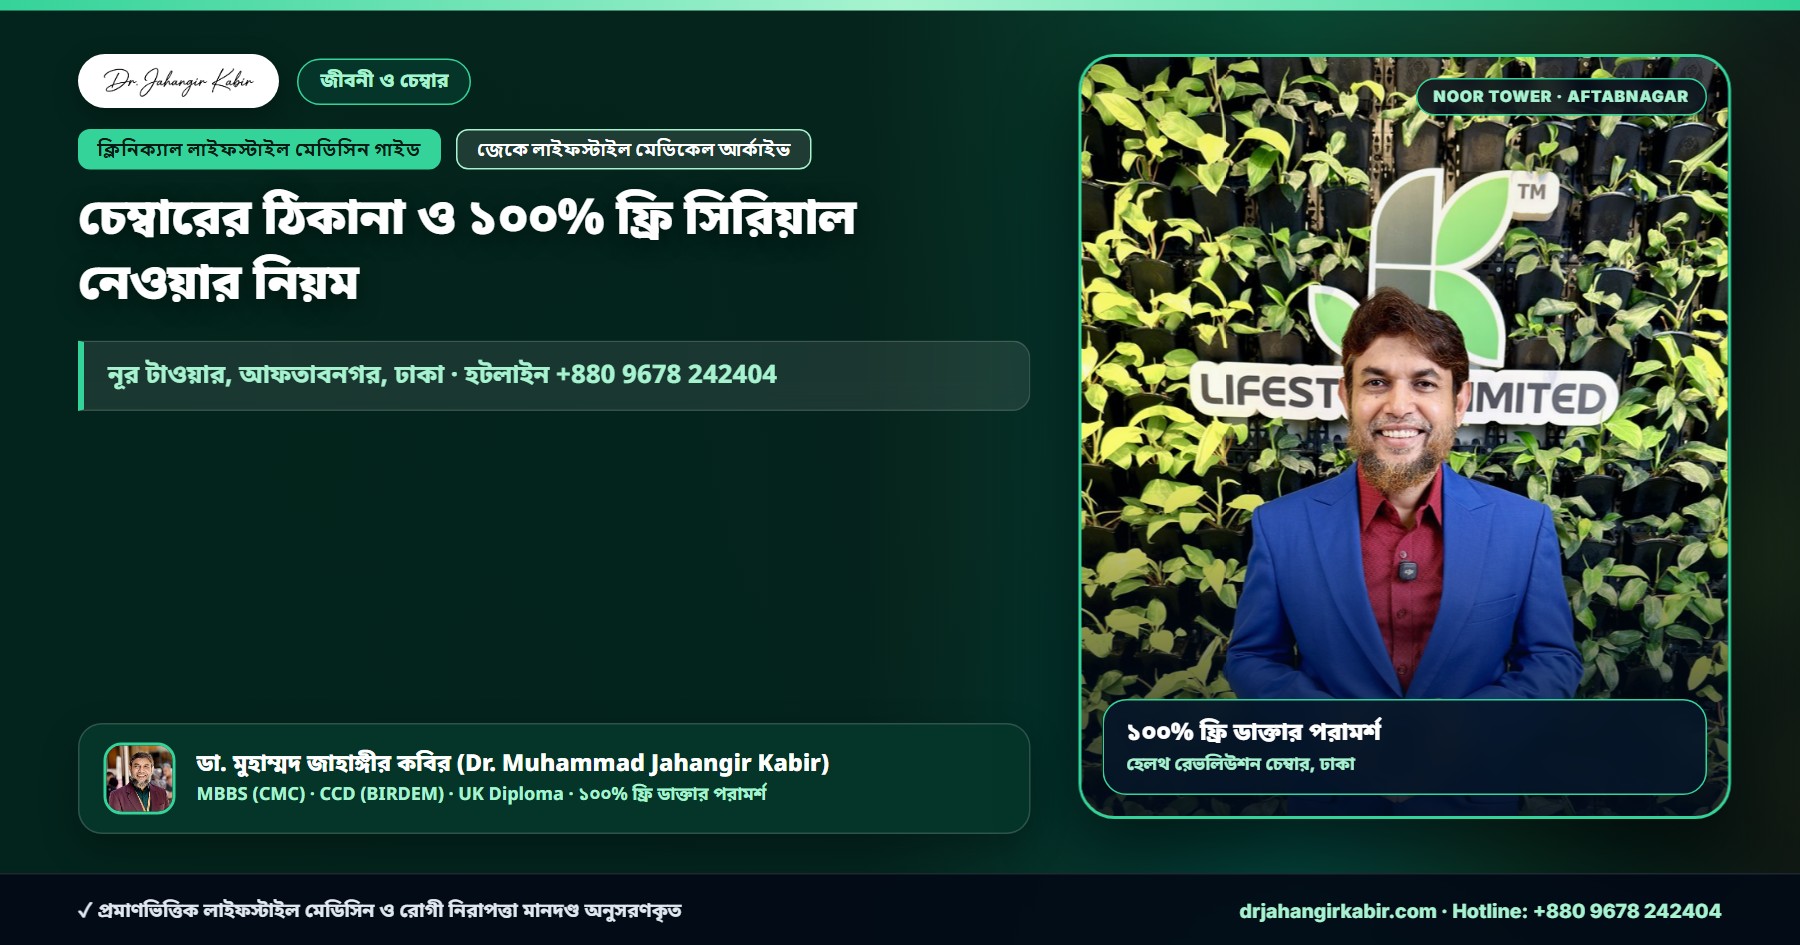 Dr. Jahangir Kabir
জীবনী ও চেম্বার
ক্লিনিক্যাল লাইফস্টাইল মেডিসিন গাইড
জেকে লাইফস্টাইল মেডিকেল আর্কাইভ
চেম্বারের ঠিকানা ও ১০০% ফ্রি সিরিয়াল
নেওয়ার নিয়ম
নূর টাওয়ার, আফতাবনগর, ঢাকা · হটলাইন +880 9678 242404
ডা. মুহাম্মদ জাহাঙ্গীর কবির (Dr. Muhammad Jahangir Kabir)
MBBS (CMC) · CCD (BIRDEM) · UK Diploma · ১০০% ফ্রি ডাক্তার পরামর্শ
NOOR TOWER · AFTABNAGAR
TM
১০০% ফ্রি ডাক্তার পরামর্শ
হেলথ রেভলিউশন চেম্বার, ঢাকা
✓ প্রমাণভিত্তিক লাইফস্টাইল মেডিসিন ও রোগী নিরাপত্তা মানদণ্ড অনুসরণকৃত
drjahangirkabir.com · Hotline: +880 9678 242404